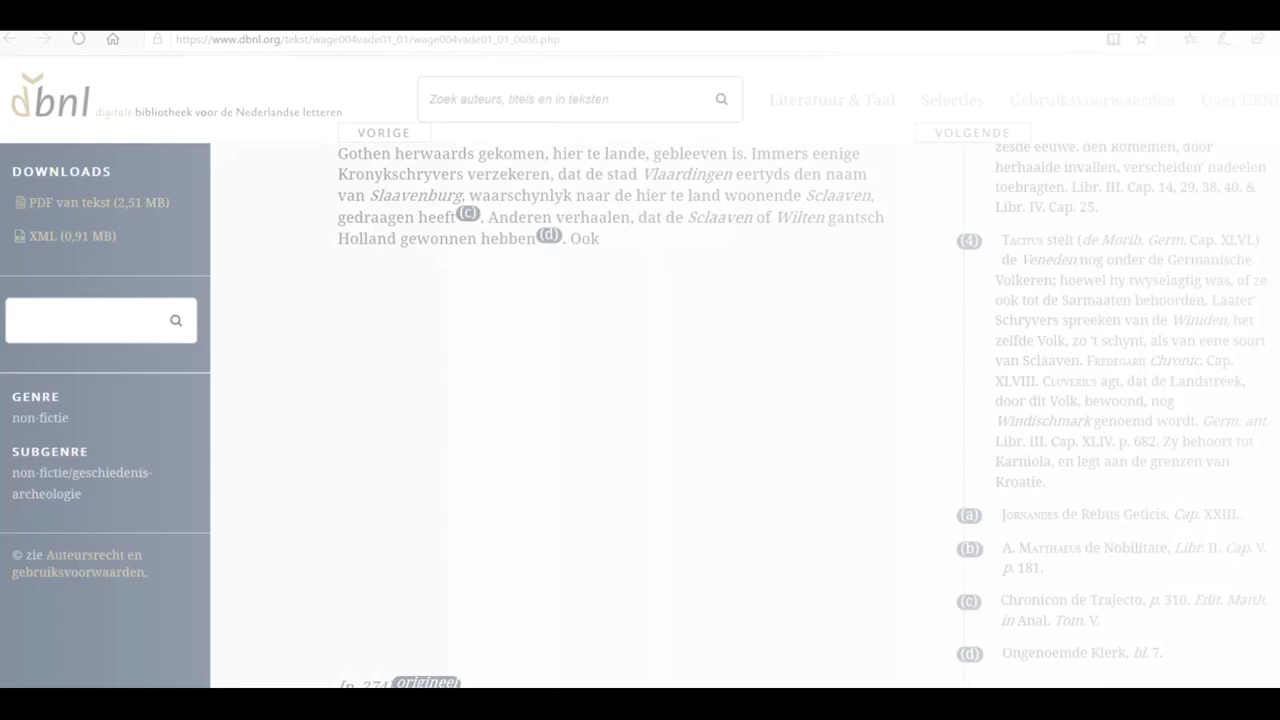 https://www.dbnl.org/tekst/wage004vade01_01/wage004vade01_01_0086.php
dbnl digitale bibliotheek voor de Nederlandse letteren
Zoek auteurs, titels en in teksten
Literatuur & Taal
Selecties
Gebruiksvoorwaarden
Over DBNL
VORIGE
VOLGENDE
DOWNLOADS
PDF van tekst (2,51 MB)
XML (0,91 MB)
GENRE
non-fictie
SUBGENRE
non-fictie/geschiedenis-
archeologie
© zie Auteursrecht en
gebruiksvoorwaarden.
Gothen herwaards gekomen, hier te lande, gebleeven is. Immers eenige
Kronykschryvers verzekeren, dat de stad Vlaardingen eertyds den naam
van Slaavenburg, waarschynlyk naar de hier te land woonende Sclaaven,
gedraagen heeft(c). Anderen verhaalen, dat de Sclaaven of Wilten gantsch
Holland gewonnen hebben(d). Ook
[p. 274] origineel
zesde eeuwe, den Romeinen, door
herhaalde invallen, verscheiden' nadeelen
toebragten. Libr. III. Cap. 14, 29, 38, 40. &
Libr. IV. Cap. 25.
(4) Tacitus stelt (de Morib. Germ. Cap. XLVI.)
de Veneden nog onder de Germanische
Volkeren; hoewel hy twyselagtig was, of ze
ook tot de Sarmaaten behoorden. Laater'
Schryvers spreeken van de Winiden, het
zelfde Volk, zo 't schynt, als van eene soort
van Sclaaven. Fredegarii Chronic. Cap.
XLVIII. Cluverius agt, dat de Landstreek,
door dit Volk, bewoond, nog
Windischmark genoemd wordt. Germ. ant.
Libr. III. Cap. XLIV. p. 682. Zy behoort tot
Karniola, en legt aan de grenzen van
Kroatie.
(a) Jornandes de Rebus Geticis, Cap. XXIII.
(b) A. Matthaeus de Nobilitate, Libr. II. Cap. V.
p. 181.
(c) Chronicon de Trajecto, p. 310. Edit. Matth.
in Anal. Tom. V.
(d) Ongenoemde Klerk, bl. 7.